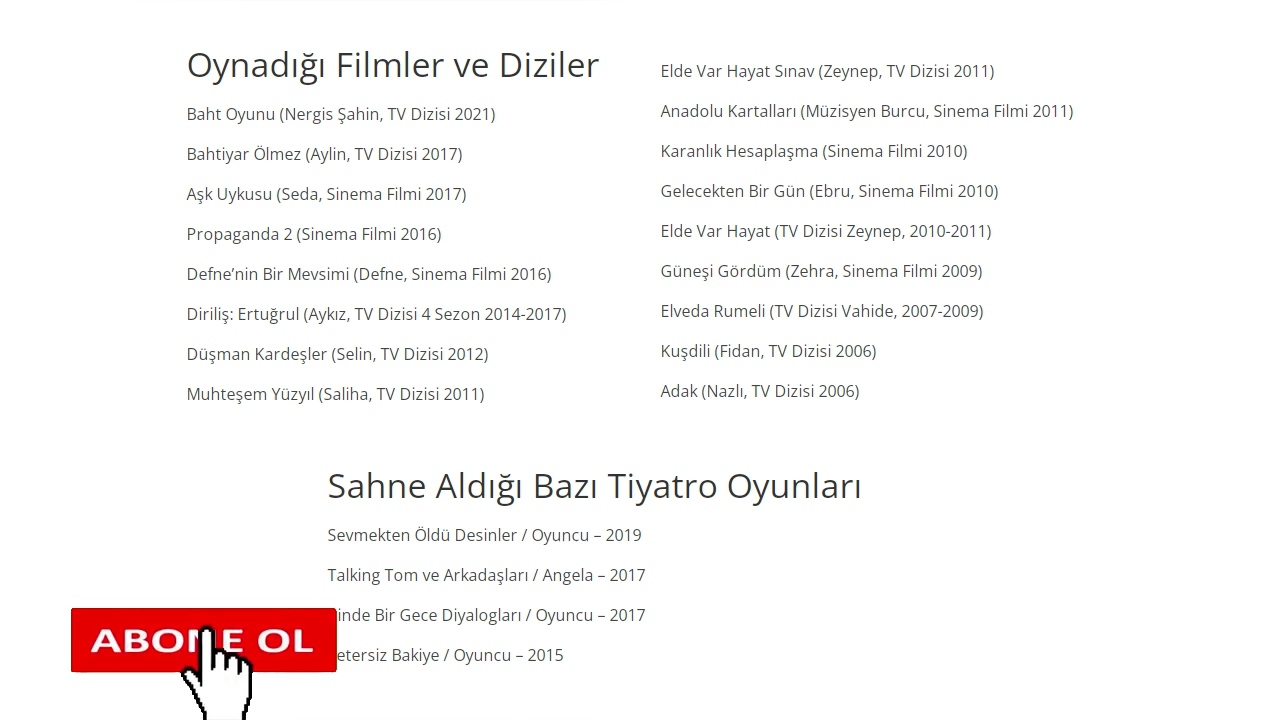 Oynadığı Filmler ve Diziler
Baht Oyunu (Nergis Şahin, TV Dizisi 2021)
Bahtiyar Ölmez (Aylin, TV Dizisi 2017)
Aşk Uykusu (Seda, Sinema Filmi 2017)
Propaganda 2 (Sinema Filmi 2016)
Defne’nin Bir Mevsimi (Defne, Sinema Filmi 2016)
Diriliş: Ertuğrul (Aykız, TV Dizisi 4 Sezon 2014-2017)
Düşman Kardeşler (Selin, TV Dizisi 2012)
Muhteşem Yüzyıl (Saliha, TV Dizisi 2011)
Elde Var Hayat Sınav (Zeynep, TV Dizisi 2011)
Anadolu Kartalları (Müzisyen Burcu, Sinema Filmi 2011)
Karanlık Hesaplaşma (Sinema Filmi 2010)
Gelecekten Bir Gün (Ebru, Sinema Filmi 2010)
Elde Var Hayat (TV Dizisi Zeynep, 2010-2011)
Güneşi Gördüm (Zehra, Sinema Filmi 2009)
Elveda Rumeli (TV Dizisi Vahide, 2007-2009)
Kuşdili (Fidan, TV Dizisi 2006)
Adak (Nazlı, TV Dizisi 2006)
Sahne Aldığı Bazı Tiyatro Oyunları
Sevmekten Öldü Desinler / Oyuncu – 2019
Talking Tom ve Arkadaşları / Angela – 2017
Bir Gece Diyalogları / Oyuncu – 2017
Bakiye / Oyuncu – 2015
ABONE OL